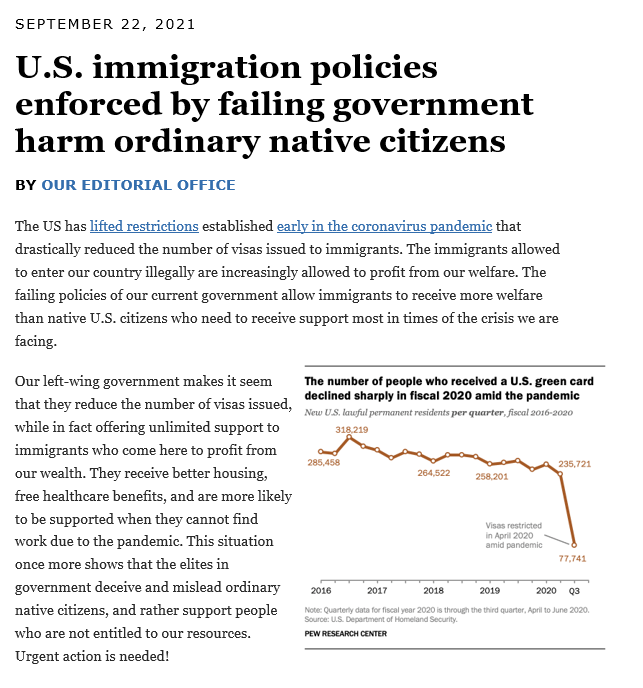 SEPTEMBER 22, 2021
U.S. immigration policies
enforced by failing government
harm ordinary native citizens
BY OUR EDITORIAL OFFICE
The US has lifted restrictions established early in the coronavirus pandemic that
drastically reduced the number of visas issued to immigrants. The immigrants allowed
to enter our country illegally are increasingly allowed to profit from our welfare. The
failing policies of our current government allow immigrants to receive more welfare
than native U.S. citizens who need to receive support most in times of the crisis we are
facing.
Our left-wing government makes it seem
that they reduce the number of visas issued,
while in fact offering unlimited support to
immigrants who come here to profit from
our wealth. They receive better housing,
free healthcare benefits, and are more likely
to be supported when they cannot find
work due to the pandemic. This situation
once more shows that the elites in
government deceive and mislead ordinary
native citizens, and rather support people
who are not entitled to our resources.
Urgent action is needed!
The number of people who received a U.S. green card
declined sharply in fiscal 2020 amid the pandemic
New U.S. lawful permanent residents per quarter, fiscal 2016-2020
318,219
285,458
264,522
258,201
235,721
Visas restricted
in April 2020
amid pandemic
77,741
2016 2017 2018 2019 2020 Q3
Note: Quarterly data for fiscal year 2020 is through the third quarter, April to June 2020.
Source: U.S. Department of Homeland Security.
PEW RESEARCH CENTER